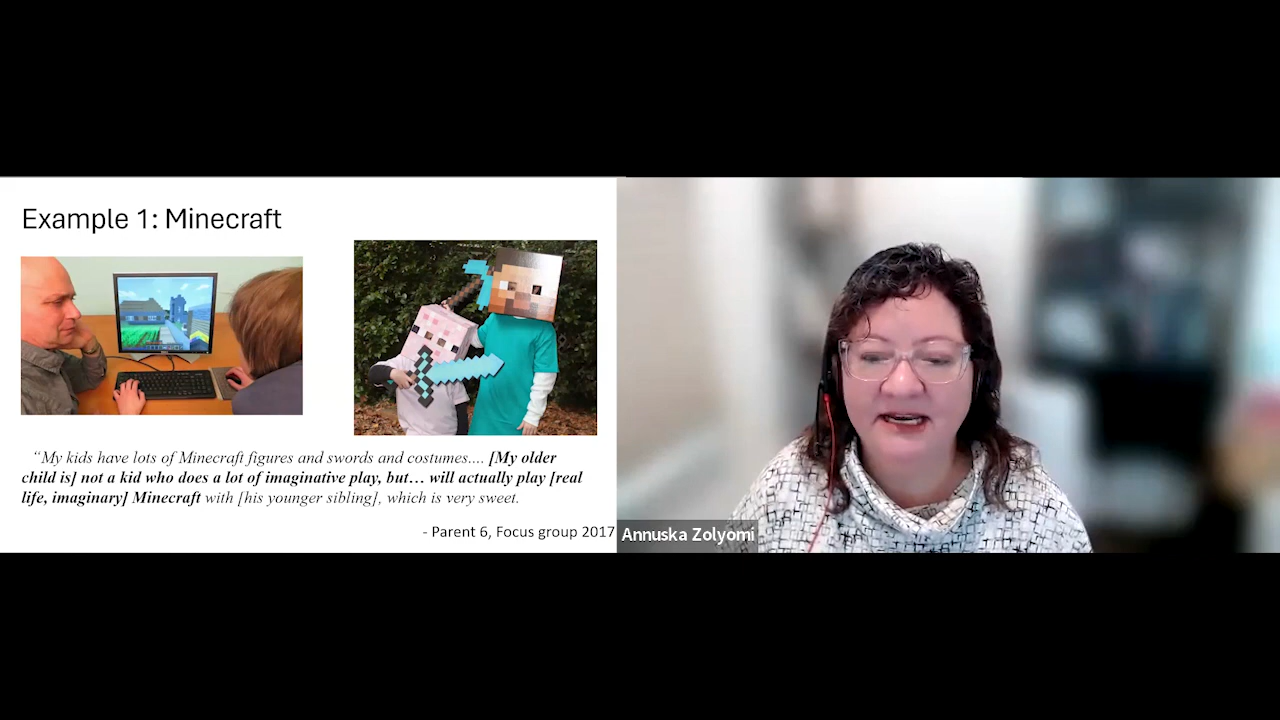 Example 1: Minecraft
“My kids have lots of Minecraft figures and swords and costumes.... [My older
child is] not a kid who does a lot of imaginative play, but… will actually play [real
life, imaginary] Minecraft with [his younger sibling], which is very sweet.
- Parent 6, Focus group 2017
Annuska Zolyomi